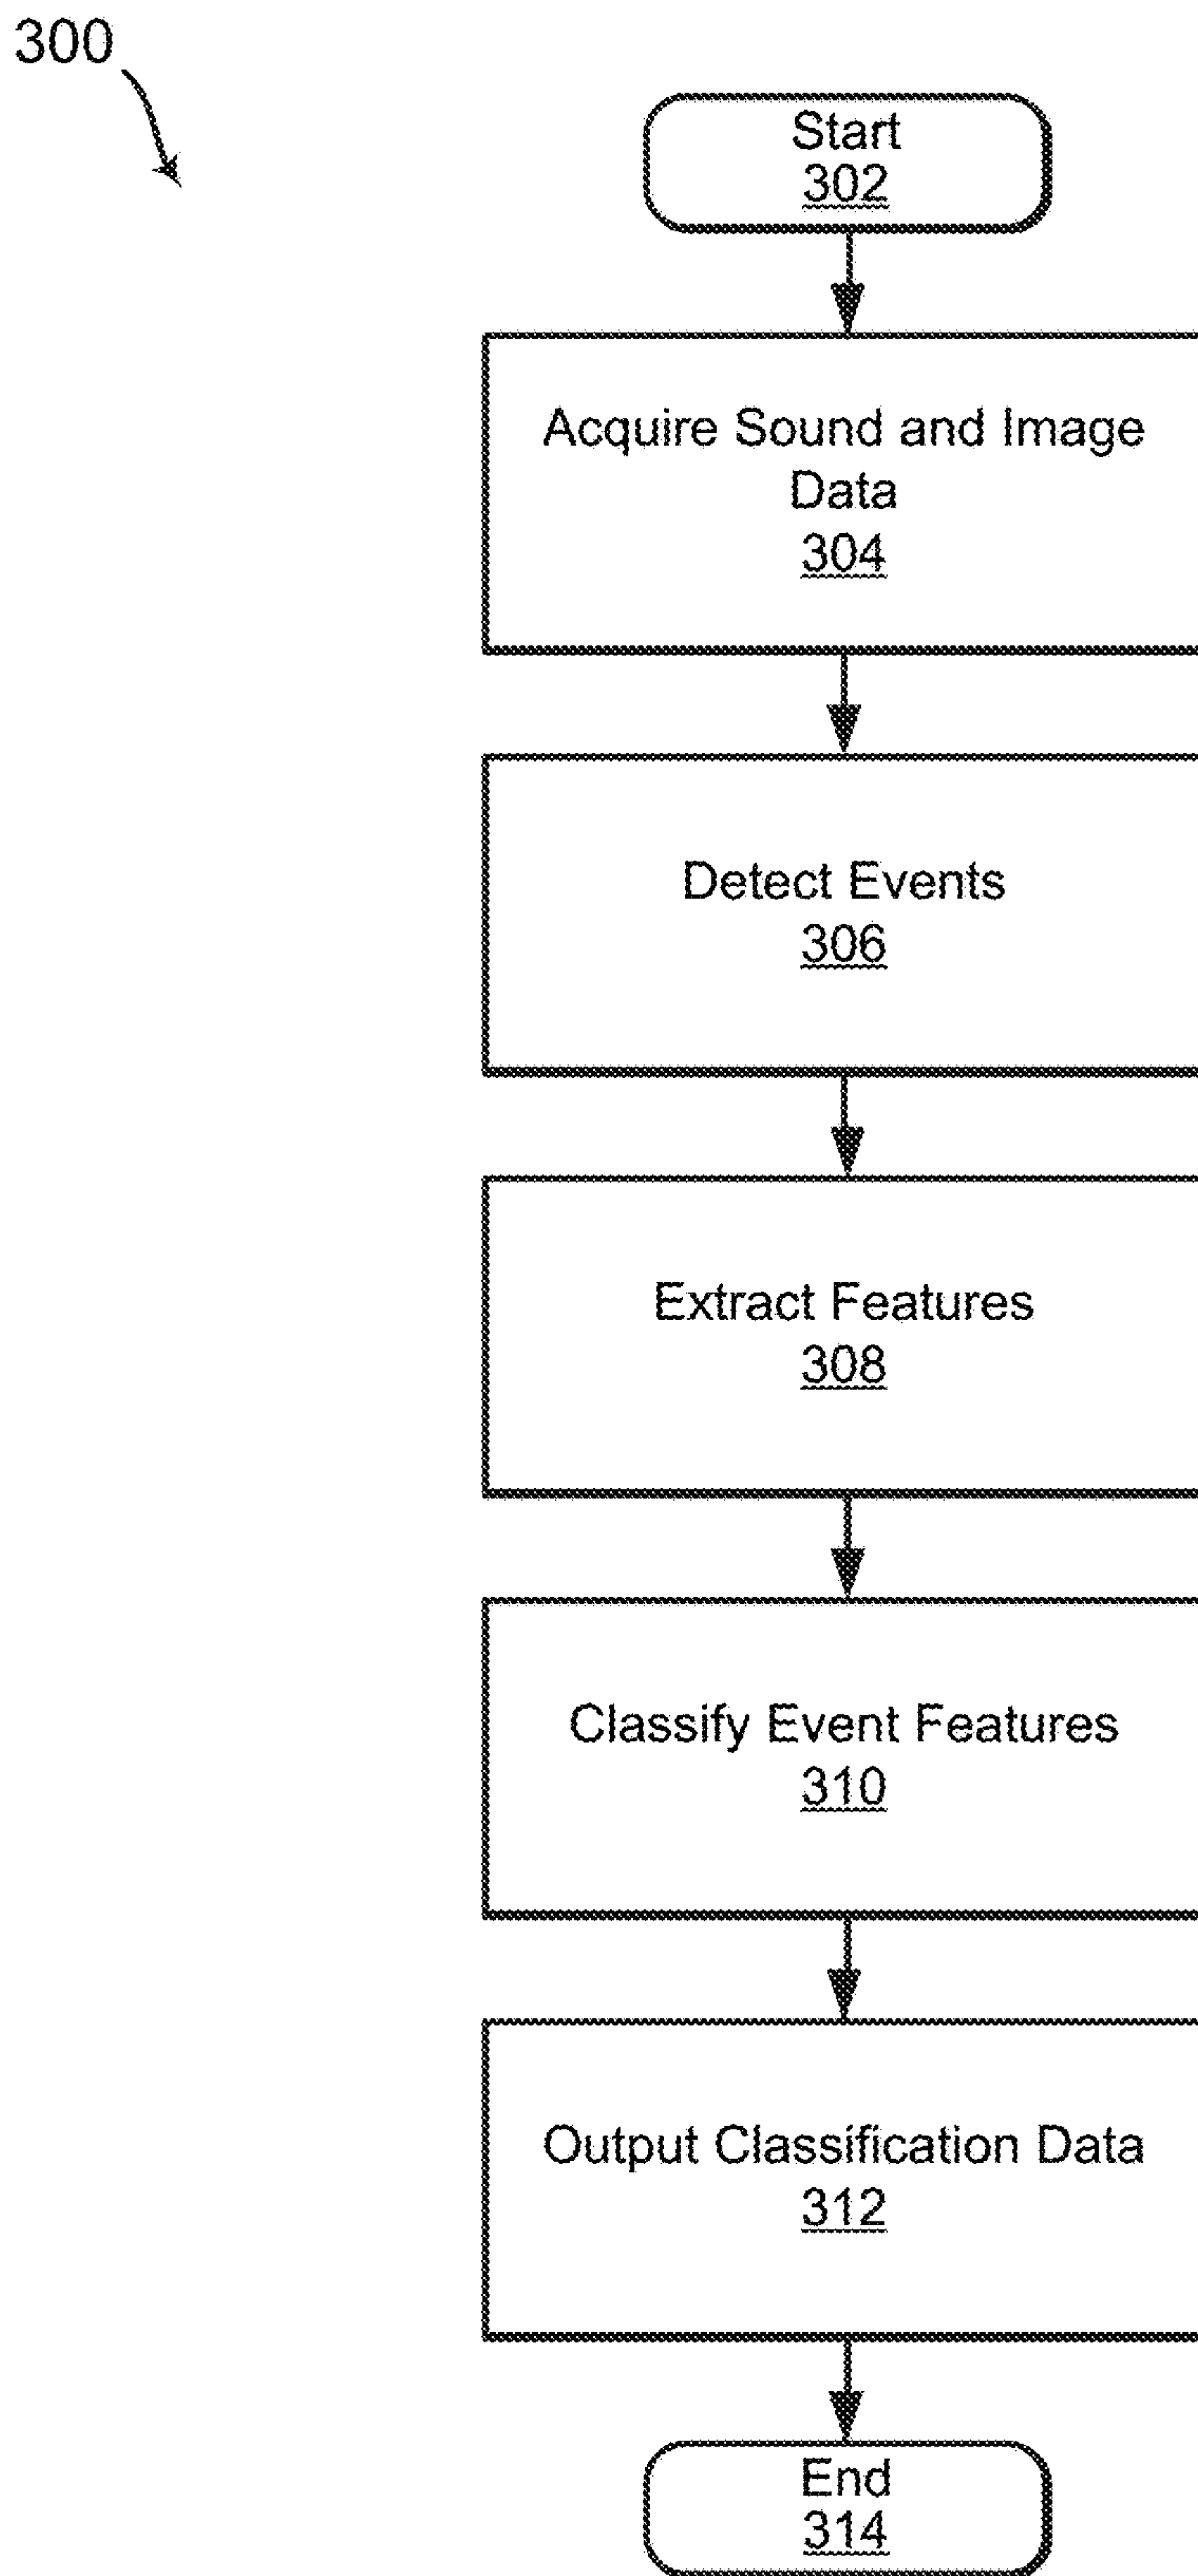 300
Start
302
Acquire Sound and Image
Data
304
Detect Events
306
Extract Features
308
Classify Event Features
310
Output Classification Data
312
End
314